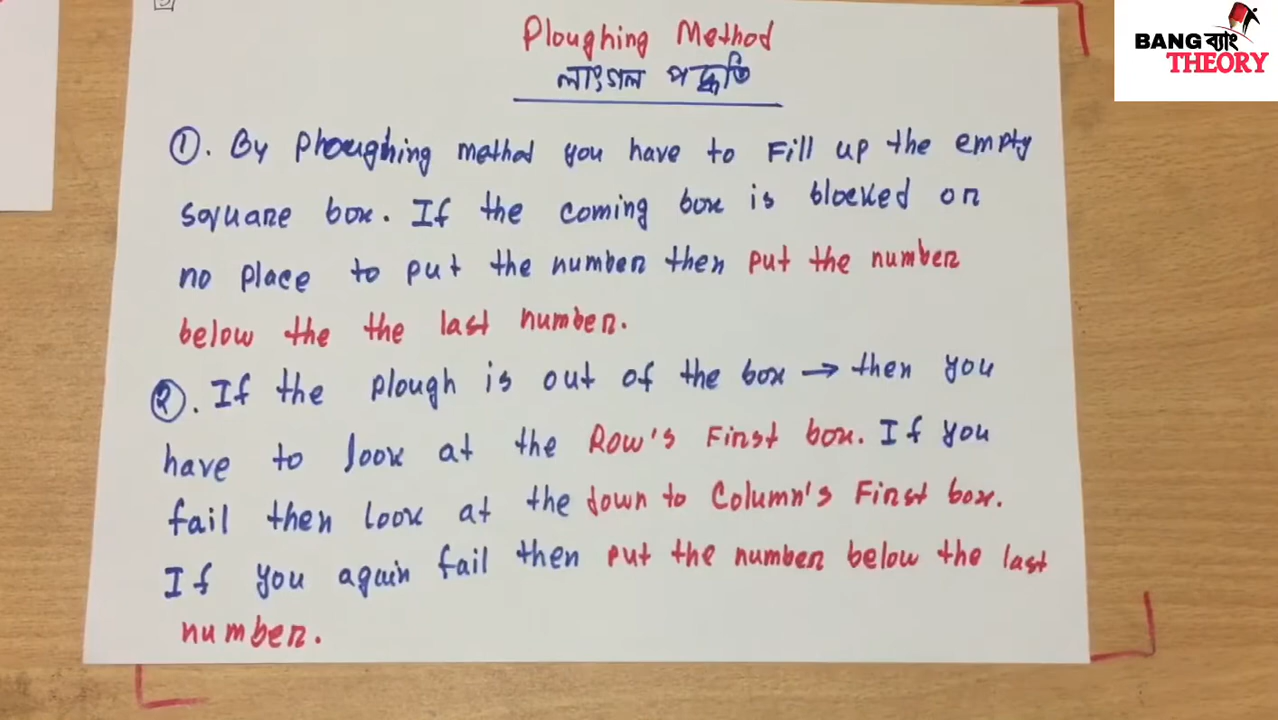 Ploughing Method
লাংগল পদ্ধতি
①. By Ploughing method you have to Fill up the empty
square box. If the coming box is blocked or
no place to put the number then put the number
below the the last number.
②. If the plough is out of the box → then you
have to look at the Row's First box. If you
fail then look at the down to Column's First box.
If you again fail then put the number below the last
number.
BANG ব্যাং
THEORY